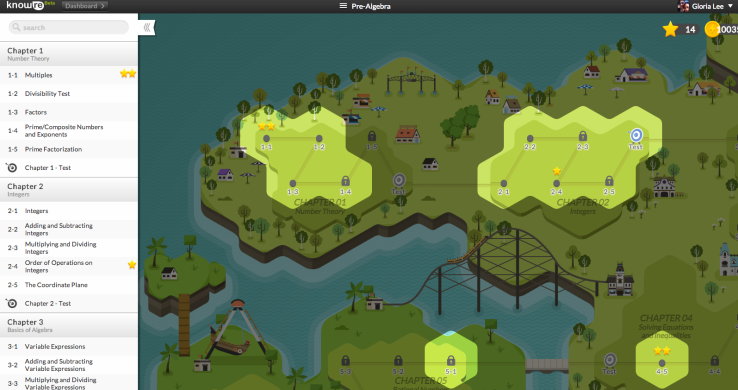 knowre Beta
Dashboard >
Pre-Algebra
Gloria Lee
search
14
Chapter 1
Number Theory
1-1 Multiples
1-2 Divisibility Test
1-3 Factors
1-4 Prime/Composite Numbers and Exponents
1-5 Prime Factorization
Chapter 1 - Test
Chapter 2
Integers
2-1 Integers
2-2 Adding and Subtracting Integers
2-3 Multiplying and Dividing Integers
2-4 Order of Operations on Integers
2-5 The Coordinate Plane
Chapter 2 - Test
Chapter 3
Basics of Algebra
3-1 Variable Expressions
3-2 Adding and Subtracting Variable Expressions
3-3 Multiplying and Dividing Variable Expressions
1-1
1-2
1-5
2-2
2-3
Test
1-3
1-4
Test
2-1
2-4
2-5
CHAPTER 01
Number Theory
CHAPTER 02
Integers
CHAPTER 04
Solving Equations
and Inequalities
5-1
Test
4-5
CHAPTER 05